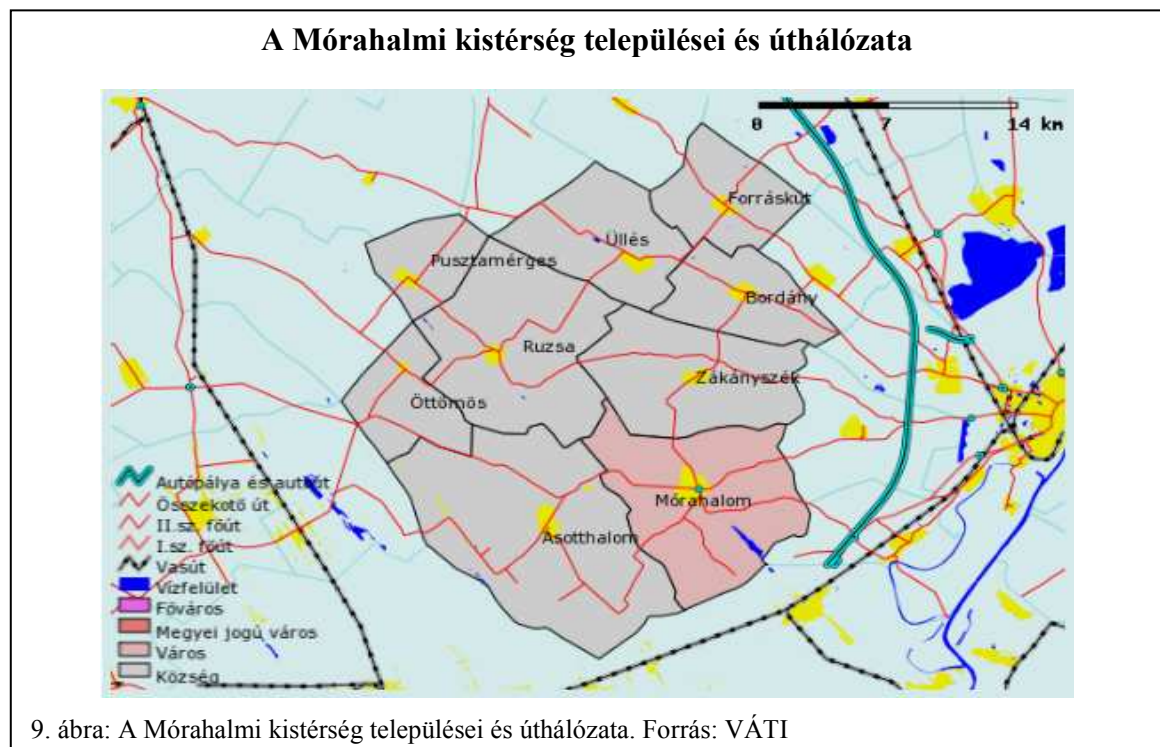 A Mórahalmi kistérség települései és úthálózata
0 7 14 km
Forráskút
Üllés
Pusztamérges
Bordány
Ruzsa
Zákányszék
Öttömös
Mórahalom
Asotthalom
Autópálya és autóút
Összekotő út
II.sz. főút
I.sz. főút
Vasút
Vízfelület
Főváros
Megyei jogú város
Város
Község
9. ábra: A Mórahalmi kistérség települései és úthálózata. Forrás: VÁTI